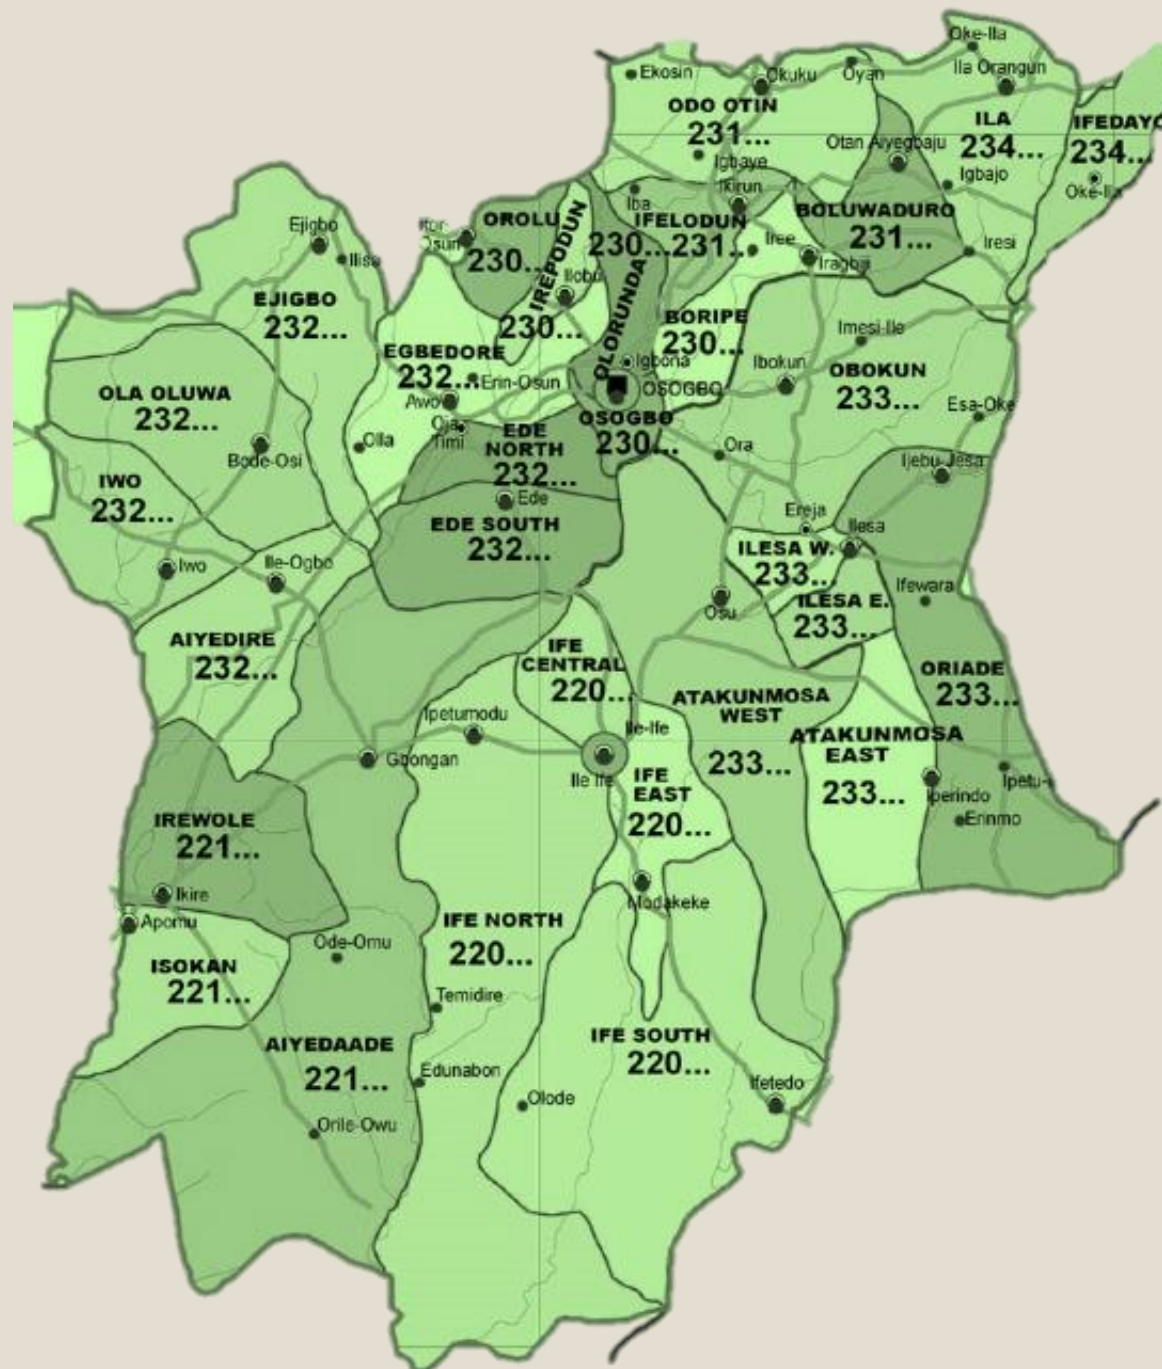 Oke-Ila
Ekosin
Okuku
Oyan
Ila Orangun
ODO OTIN
231...
ILA
234...
IFEDAYO
234...
Otan Aiyegbaju
Igbaye
Igbajo
Oke-Ila
Ikirun
Iba
IFELODUN
231...
BOLUWADURO
231...
Iree
Iragbiji
Iresi
OROLU
230...
IREPODUN
230...
Ilobu
230...
OLORUNDA
Ejigbo
Ilisa
EJIGBO
232...
BORIPE
230...
Imesi-Ile
Ibokun
OBOKUN
233...
Esa-Oke
EGBEDORE
232...
Erin-Osun
Awo
Igbona
OSOGBO
OSOGBO
230...
OLA OLUWA
232...
Oja
Timi
Olla
EDE
NORTH
232...
Ora
Bode-Osi
Ijebu-Jesa
IWO
232...
Ede
EDE SOUTH
232...
Ereja
Ilesa
ILESA W.
233...
Iwo
Ile-Ogbo
Osu
Ifewara
ILESA E.
233...
AIYEDIRE
232...
IFE
CENTRAL
220...
ORIADE
233...
ATAKUNMOSA
WEST
233...
Ipetumodu
Ile-Ife
ATAKUNMOSA
EAST
233...
Gbongan
Ile Ife
IFE
EAST
220...
Iperindo
Erinmo
IREWOLE
221...
Ikire
Modakeke
Apomu
IFE NORTH
220...
Ode-Omu
ISOKAN
221...
Temidire
IFE SOUTH
220...
AIYEDAADE
221...
Edunabon
Ifetedo
Olode
Orile-Owu